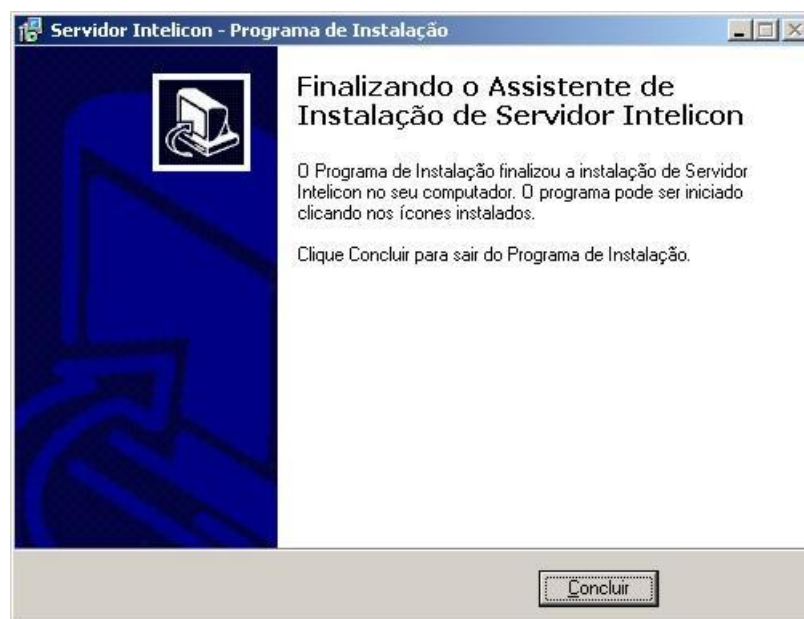 Servidor Intelicon - Programa de Instalação
Finalizando o Assistente de
Instalação de Servidor Intelicon
O Programa de Instalação finalizou a instalação de Servidor
Intelicon no seu computador. O programa pode ser iniciado
clicando nos ícones instalados.
Clique Concluir para sair do Programa de Instalação.
Concluir